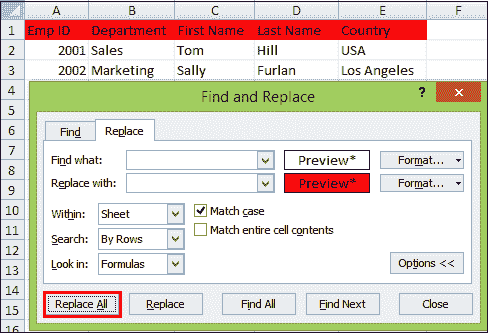 A B C D E F
1 Emp ID Department First Name Last Name Country
2 2001 Sales Tom Hill USA
3 2002 Marketing Sally Furlan Los Angeles
4
5 Find and Replace ? ×
6
7 Find Replace
8 Find what: Preview* Format...
9 Replace with: Preview* Format...
10 Within: Sheet Match case
11 Match entire cell contents
12 Search: By Rows
13 Look in: Formulas Options <<
14
15 Replace All Replace Find All Find Next Close
16